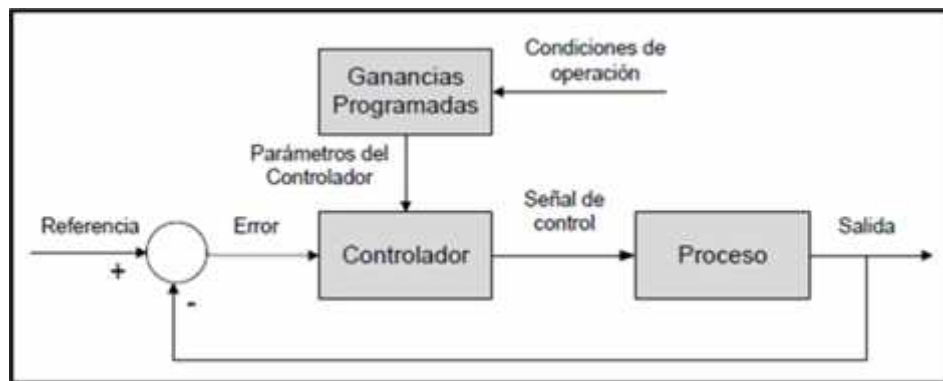 Condiciones de
operación
Ganancias
Programadas
Parámetros del
Controlador
Señal de
control
Referencia
Error
Controlador
Proceso
Salida
+
-